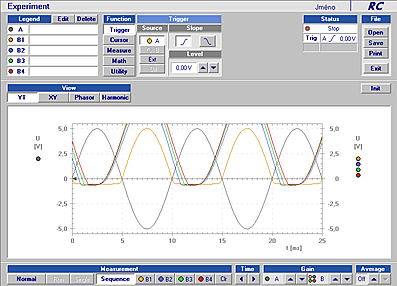 Experiment Jméno RC
Legend Edit Delete Function Trigger Status File
A Trigger Source Slope Stop Open
B1 Cursor A Trig A 0,00V Save
B2 Measure B Level Print
B3 Math Ext 0,00V
B4 Utility Exit
View Init
YT XY Phasor Harmonic
U U
[V] [V]
5,0 5,0
2,5 2,5
0,0 0,0
-2,5 -2,5
-5,0 -5,0
0 5 10 15 20 25
t [ms]
Measurement Time Gain Average
Normal Run Sequence B1 B2 B3 B4 Clr A B Off